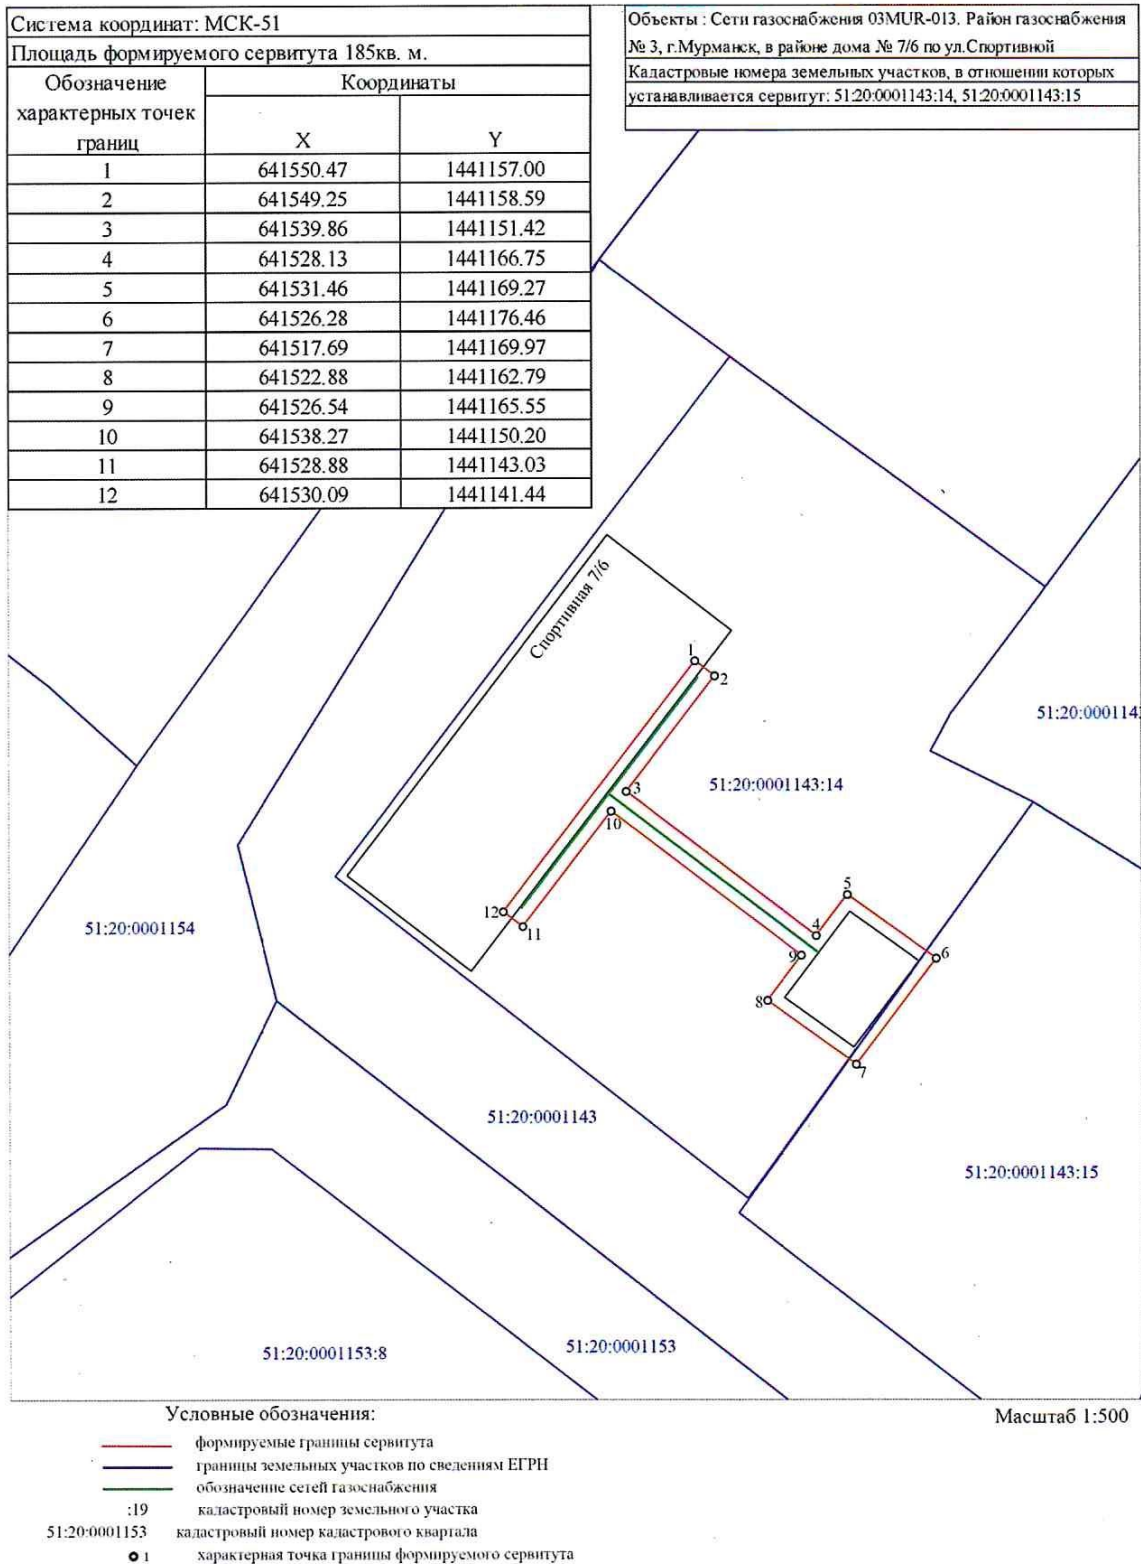 Система координат: МСК-51
Площадь формируемого сервитута 185кв. м.
Обозначение характерных точек границ Координаты
X Y
1 641550.47 1441157.00
2 641549.25 1441158.59
3 641539.86 1441151.42
4 641528.13 1441166.75
5 641531.46 1441169.27
6 641526.28 1441176.46
7 641517.69 1441169.97
8 641522.88 1441162.79
9 641526.54 1441165.55
10 641538.27 1441150.20
11 641528.88 1441143.03
12 641530.09 1441141.44
Объекты : Сети газоснабжения 03MUR-013. Район газоснабжения
№ 3, г.Мурманск, в районе дома № 7/6 по ул.Спортивной
Кадастровые номера земельных участков, в отношении которых
устанавливается сервитут: 51:20:0001143:14, 51:20:0001143:15
Спортивная 7/6
1
2
51:20:000114
3
51:20:0001143:14
10
5
12
11
4
51:20:0001154
9
6
8
7
51:20:0001143
51:20:0001143:15
51:20:0001153
51:20:0001153:8
Условные обозначения:
Масштаб 1:500
формируемые границы сервитута
границы земельных участков по сведениям ЕГРН
обозначение сетей газоснабжения
:19 кадастровый номер земельного участка
51:20:0001153 кадастровый номер кадастрового квартала
1 характерная точка границы формируемого сервитута